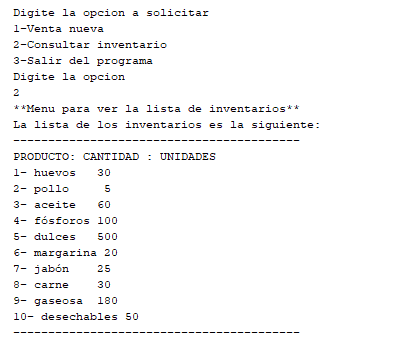 Digite la opcion a solicitar
1-Venta nueva
2-Consultar inventario
3-Salir del programa
Digite la opcion
2
**Menu para ver la lista de inventarios**
La lista de los inventarios es la siguiente:
-----------------------------------------
PRODUCTO: CANTIDAD : UNIDADES
1- huevos   30
2- pollo     5
3- aceite   60
4- fósforos 100
5- dulces   500
6- margarina 20
7- jabón    25
8- carne    30
9- gaseosa  180
10- desechables 50
-----------------------------------------